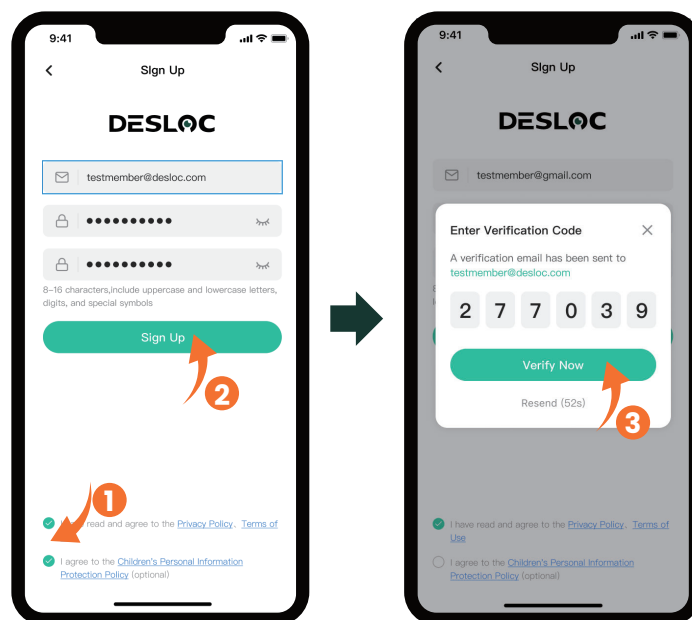 9:41
SIgn Up
DESLOC
testmember@desloc.com
8-16 characters,include uppercase and lowercase letters,
digits, and special symbols
Sign Up
2
1
I have read and agree to the Privacy Policy、Terms of
I agree to the Children's Personal Information
Protection Policy (optional)
9:41
SIgn Up
DESLOC
testmember@gmail.com
Enter Verification Code
A verification email has been sent to
testmember@desloc.com
2 7 7 0 3 9
Verify Now
Resend (52s)
3
I have read and agree to the Privacy Policy、Terms of
Use
I agree to the Children's Personal Information
Protection Policy (optional)